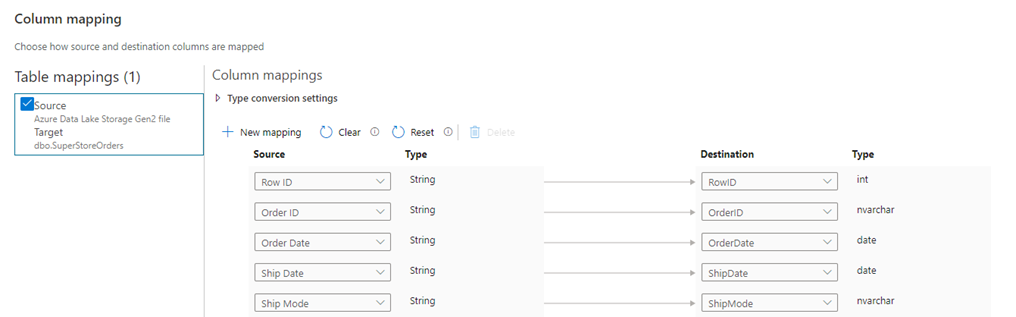 Column mapping
Choose how source and destination columns are mapped
Table mappings (1)
Source
Azure Data Lake Storage Gen2 file
Target
dbo.SuperStoreOrders
Column mappings
Type conversion settings
New mapping Clear Reset Delete
Source Type Destination Type
Row ID String RowID int
Order ID String OrderID nvarchar
Order Date String OrderDate date
Ship Date String ShipDate date
Ship Mode String ShipMode nvarchar